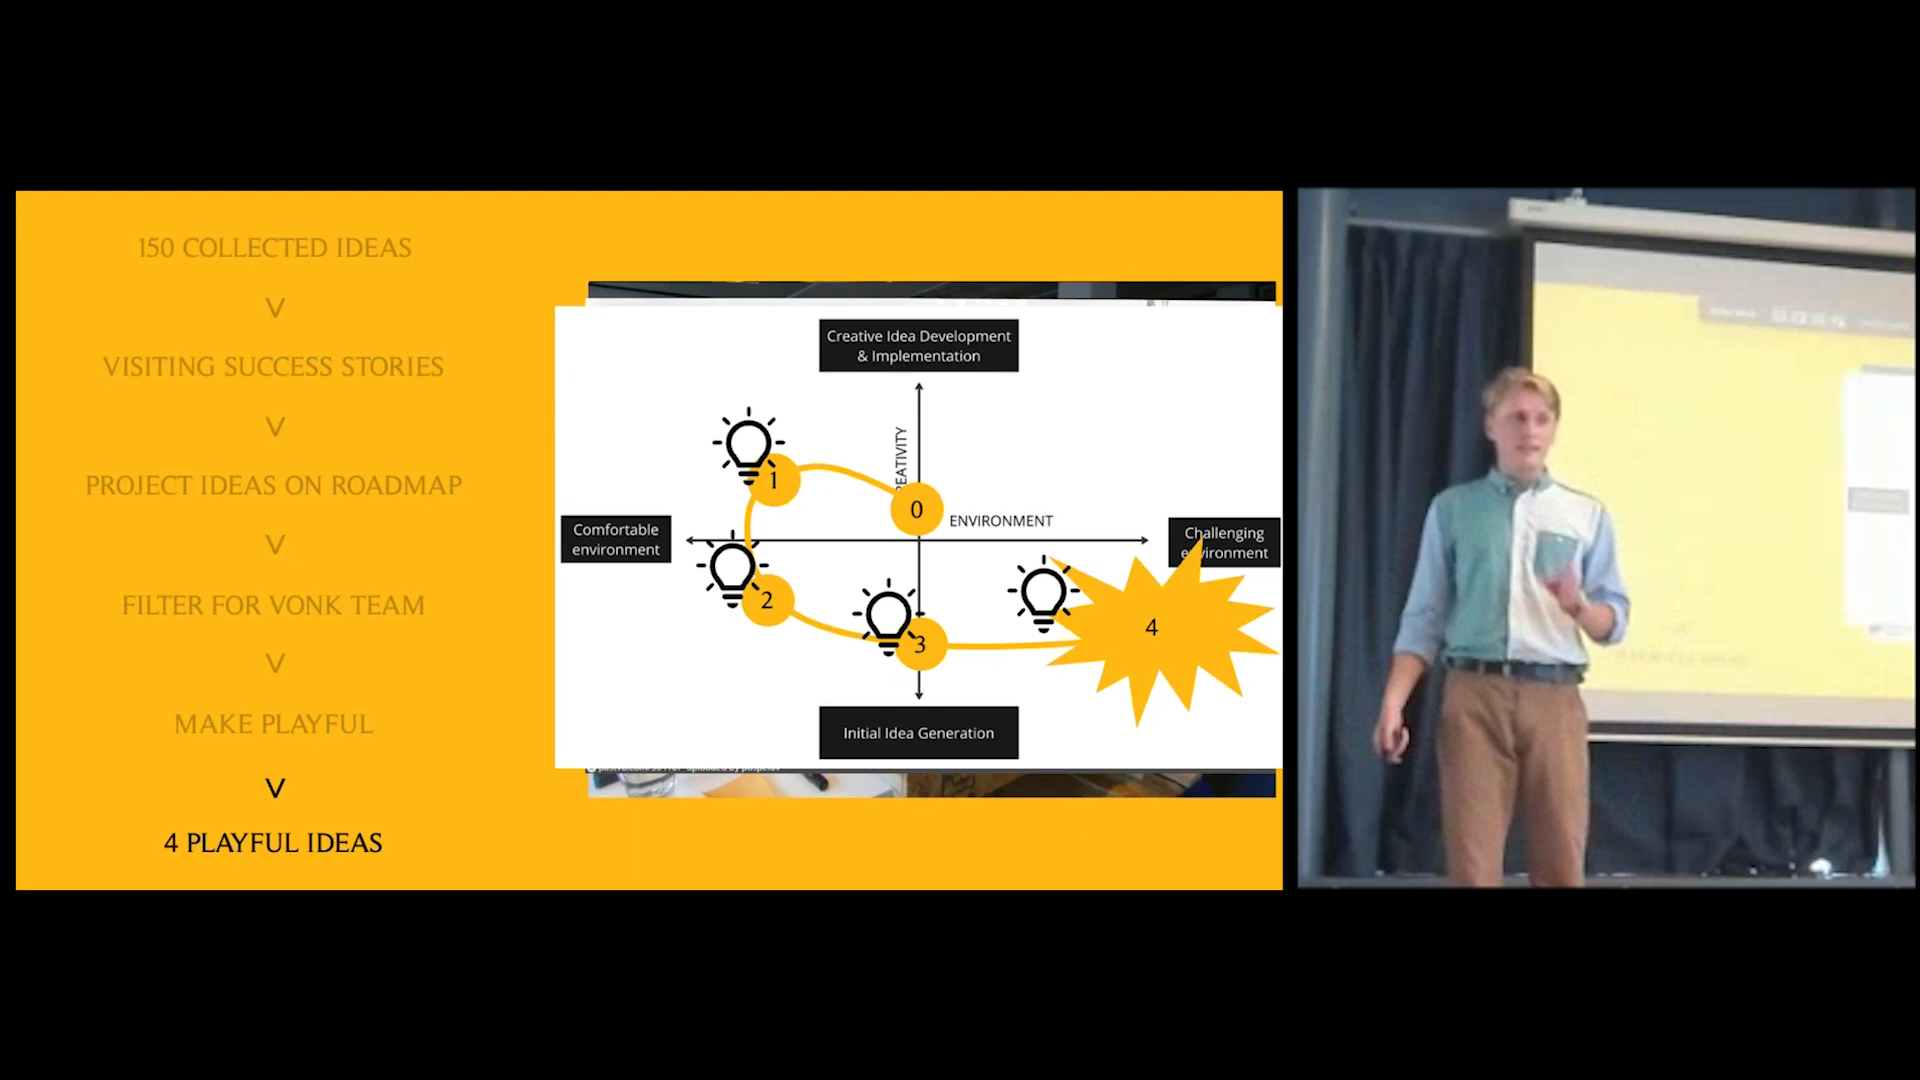 150 COLLECTED IDEAS
V
VISITING SUCCESS STORIES
V
PROJECT IDEAS ON ROADMAP
V
FILTER FOR VONK TEAM
V
MAKE PLAYFUL
V
4 PLAYFUL IDEAS
Creative Idea Development
& Implementation
1
0
ENVIRONMENT
Comfortable
environment
Challenging
2
3
4
Initial Idea Generation